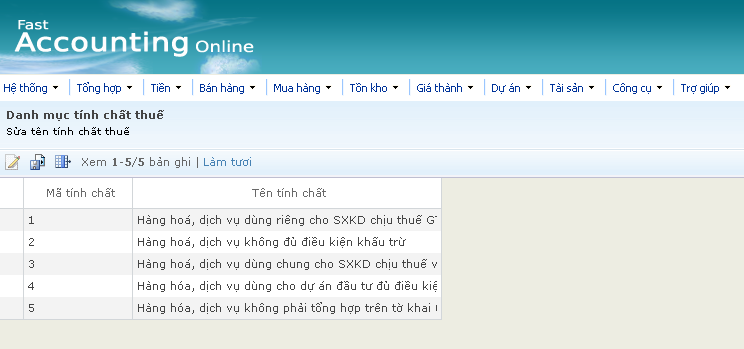 Fast
Accounting Online
Hệ thống Tổng hợp Tiền Bán hàng Mua hàng Tồn kho Giá thành Dự án Tài sản Công cụ Trợ giúp
Danh mục tính chất thuế
Sửa tên tính chất thuế
Xem 1-5/5 bản ghi | Làm tươi
Mã tính chất Tên tính chất
1 Hàng hoá, dịch vụ dùng riêng cho SXKD chịu thuế
2 Hàng hoá, dịch vụ không đủ điều kiện khấu trừ
3 Hàng hoá, dịch vụ dùng chung cho SXKD chịu thuế v
4 Hàng hóa, dịch vụ dùng cho dự án đầu tư đủ điều kiệ
5 Hàng hóa, dịch vụ không phải tổng hợp trên tờ khai